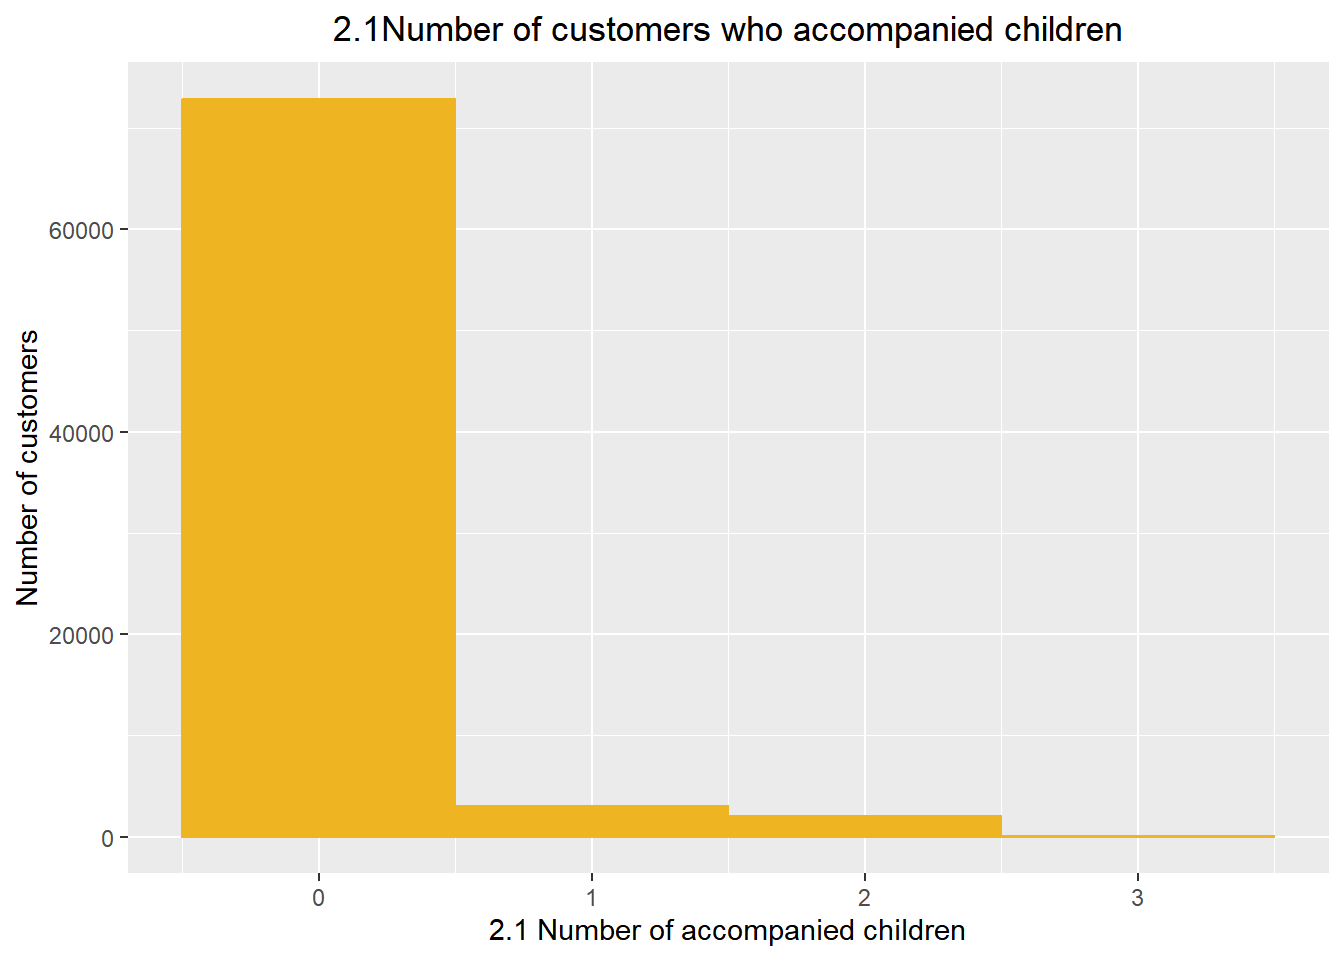 2.1Number of customers who accompanied children
Number of customers
60000
40000
20000
0
0 1 2 3
2.1 Number of accompanied children